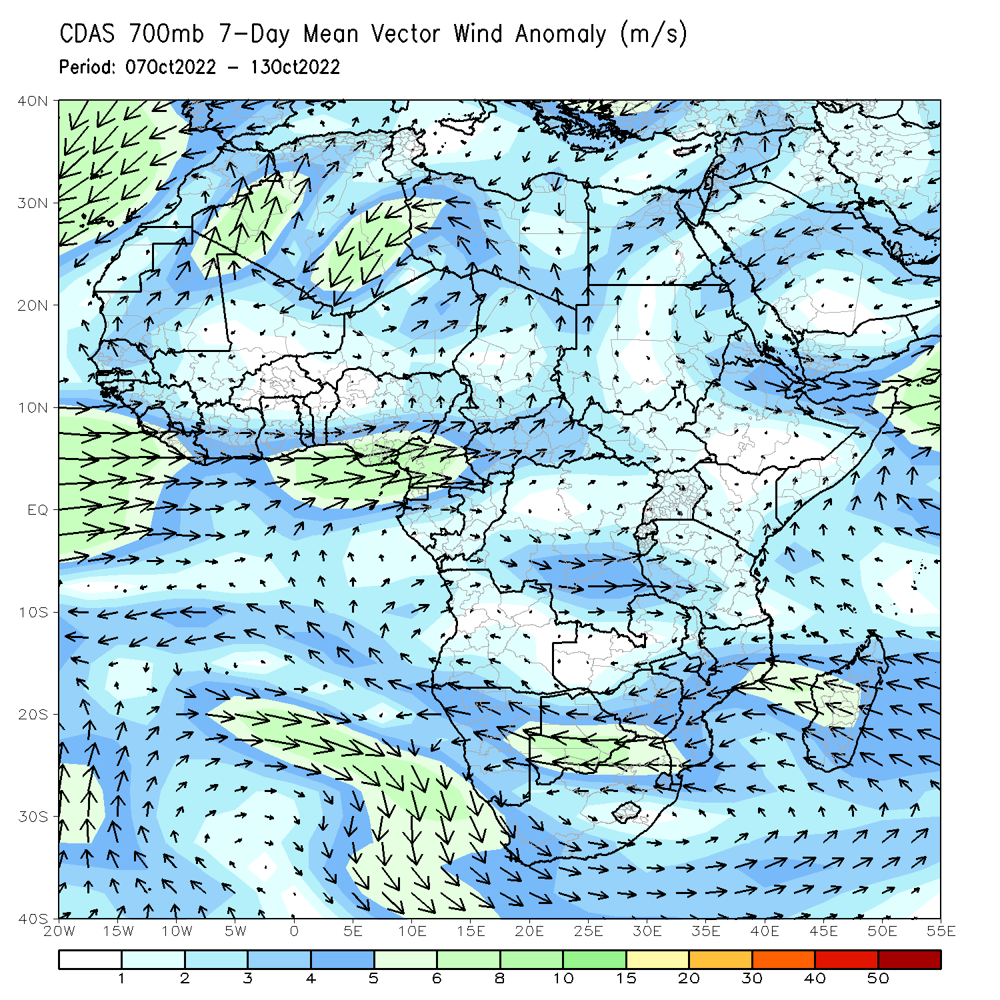 CDAS 700mb 7-Day Mean Vector Wind Anomaly (m/s)
Period: 07Oct2022 - 13Oct2022
40N
30N
20N
10N
EQ
10S
20S
30S
40S
20W 15W 10W 5W 0 5E 10E 15E 20E 25E 30E 35E 40E 45E 50E 55E
1 2 3 4 5 6 8 10 15 20 30 40 50